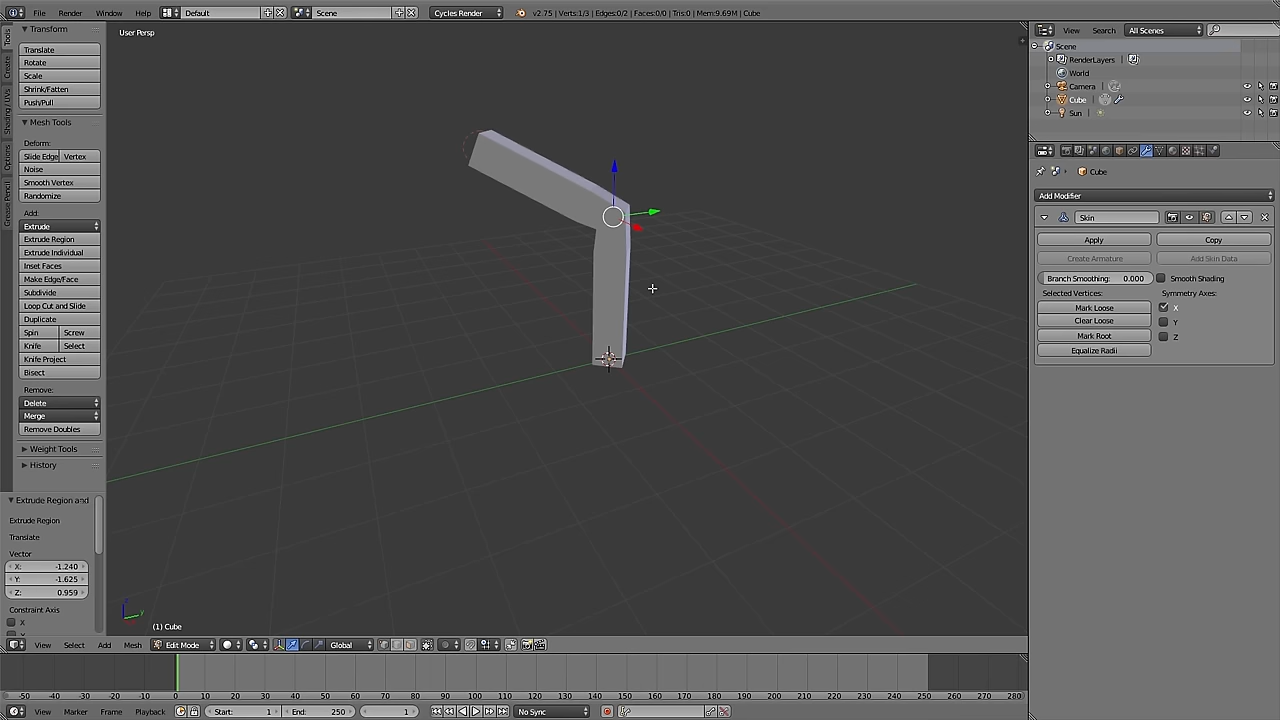 File Render Window Help Default Scene Cycles Render v2.75 | Verts:1/3 | Edges:0/2 | Faces:0/0 | Tris:0 | Mem:9.69M | Cube
Tools
Create
Shading / UVs
Options
Grease Pencil
Transform
Translate
Rotate
Scale
Shrink/Fatten
Push/Pull
Mesh Tools
Deform:
Slide Edge Vertex
Noise
Smooth Vertex
Randomize
Add:
Extrude
Extrude Region
Extrude Individual
Inset Faces
Make Edge/Face
Subdivide
Loop Cut and Slide
Duplicate
Spin Screw
Knife Select
Knife Project
Bisect
Remove:
Delete
Merge
Remove Doubles
Weight Tools
History
Extrude Region and
Extrude Region
Translate
Vector
X: -1.240
Y: -1.625
Z: 0.959
Constraint Axis
X
User Persp
z
y
(1) Cube
View Select Add Mesh Edit Mode Global
View Search All Scenes
Scene
RenderLayers
World
Camera
Cube
Sun
Cube
Add Modifier
Skin
Apply Copy
Create Armature Add Skin Data
Branch Smoothing: 0.000 Smooth Shading
Selected Vertices: Symmetry Axes:
Mark Loose X
Clear Loose Y
Mark Root Z
Equalize Radii
-50 -40 -30 -20 -10 0 10 20 30 40 50 60 70 80 90 100 110 120 130 140 150 160 170 180 190 200 210 220 230 240 250 260 270 280
View Marker Frame Playback Start: 1 End: 250 1 No Sync